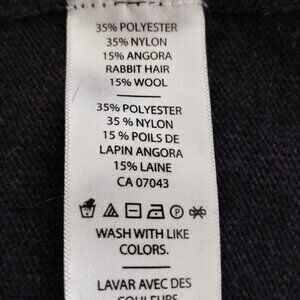 35% POLYESTER
35% NYLON
15% ANGORA
RABBIT HAIR
15% WOOL
35% POLYESTER
35 % NYLON
15 % POILS DE
LAPIN ANGORA
15% LAINE
CA 07043
WASH WITH LIKE
COLORS.
LAVAR AVEC DES
COULEURS